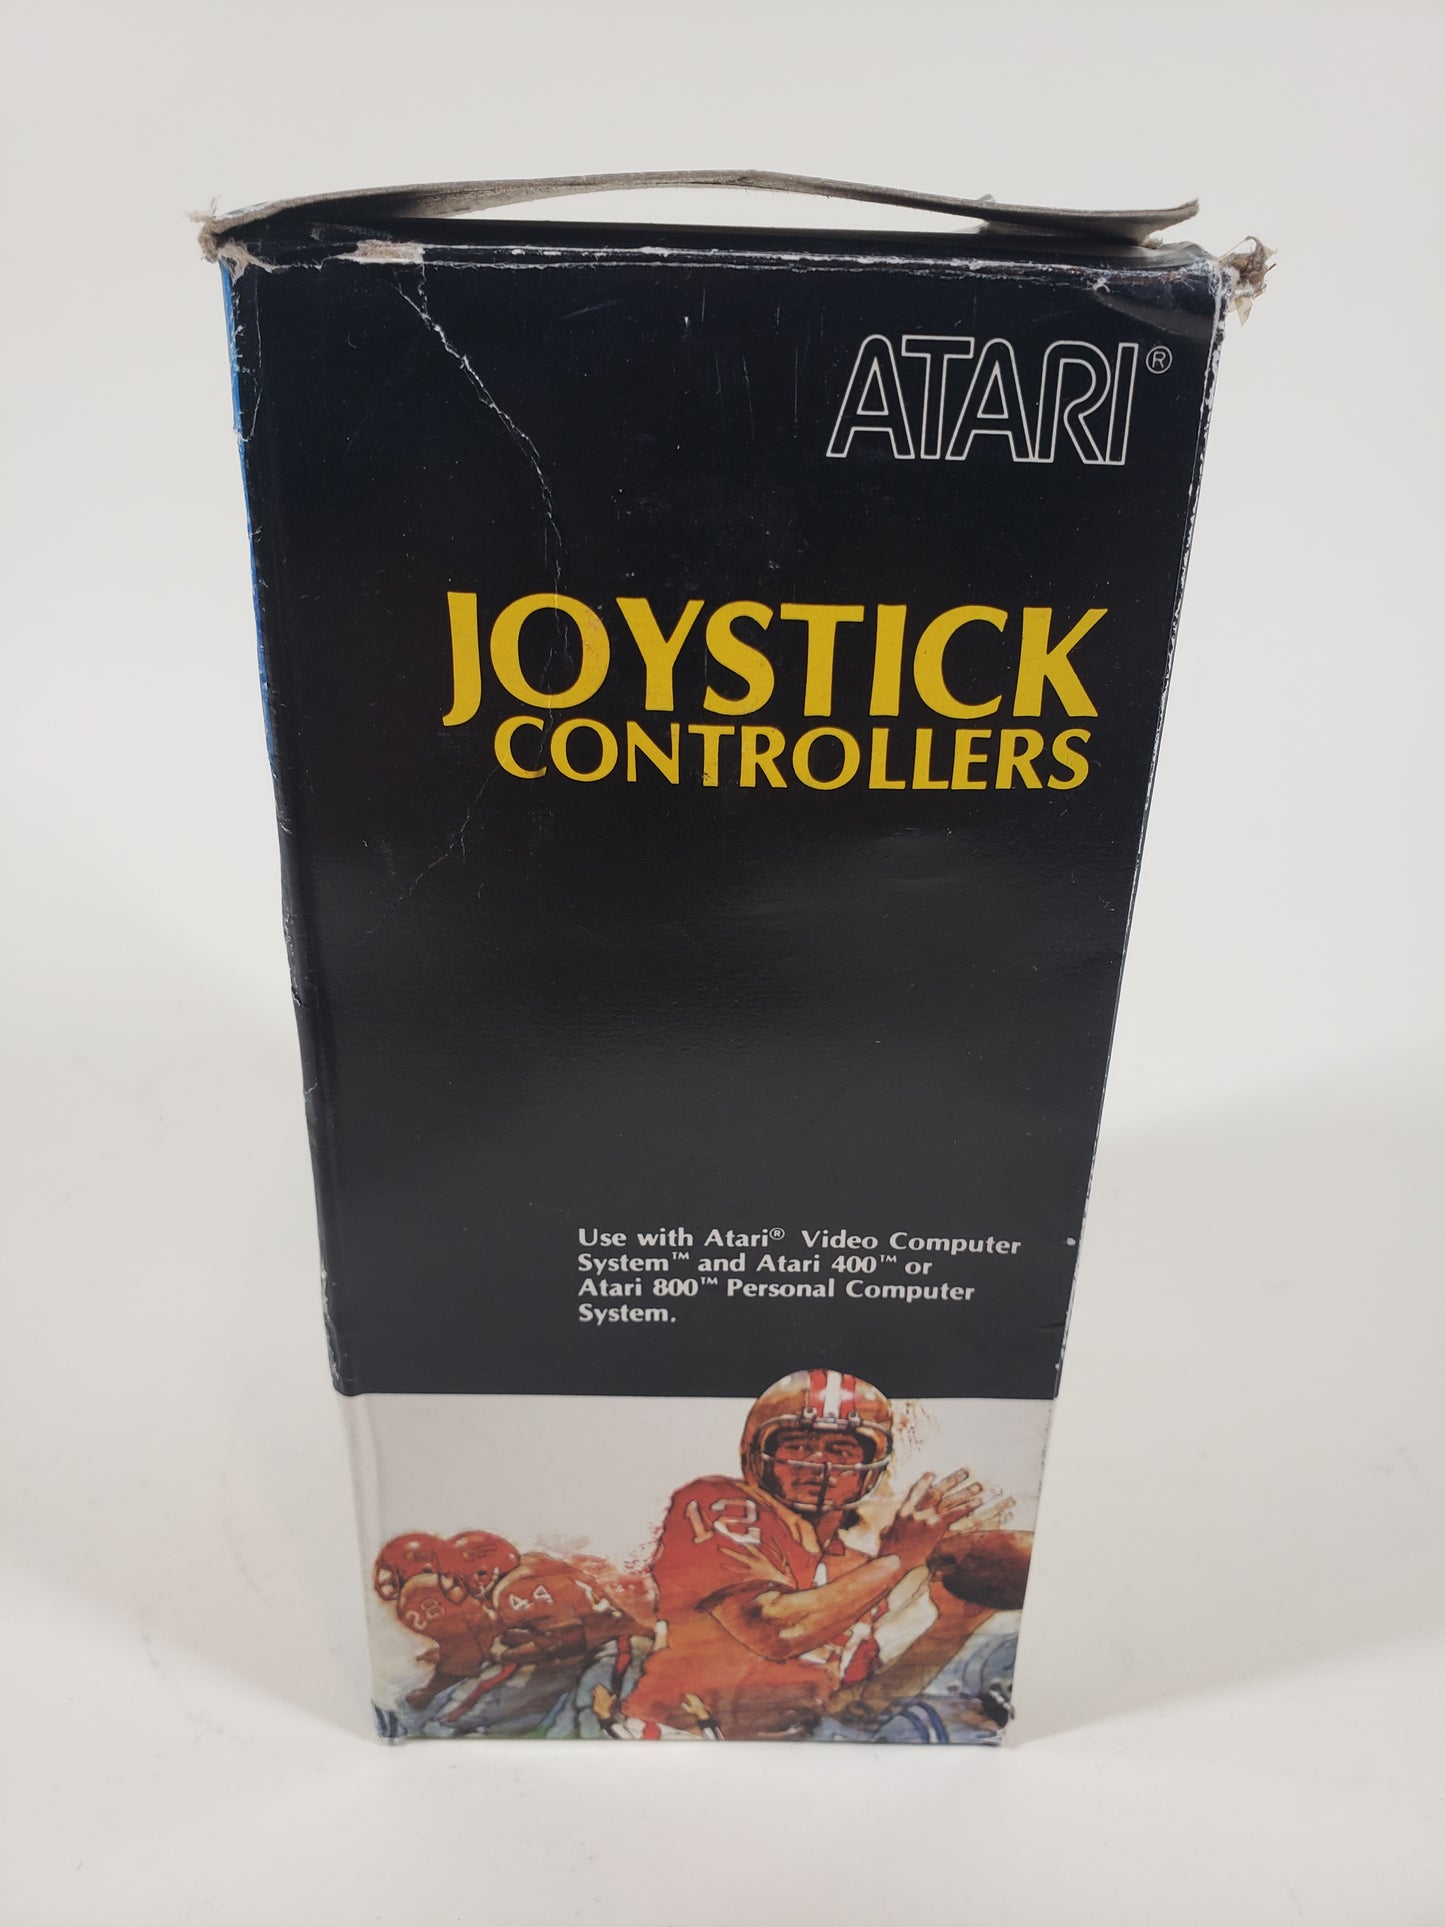 ATARI®
JOYSTICK
CONTROLLERS
Use with Atari® Video Computer
System™ and Atari 400™ or
Atari 800™ Personal Computer
System.
12
28
44